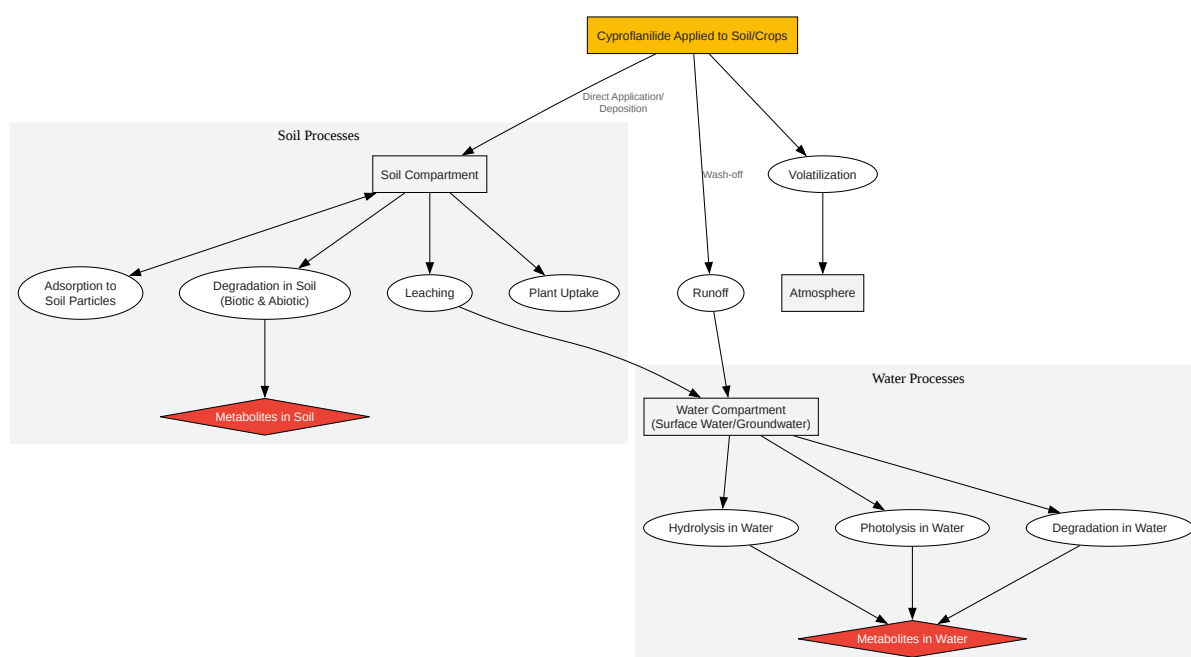 Cyproflanilide Applied to Soil/Crops
Direct Application/
Deposition
Soil Processes
Soil Compartment
Wash-off
Volatilization
Adsorption to
Soil Particles
Degradation in Soil
(Biotic & Abiotic)
Leaching
Plant Uptake
Runoff
Atmosphere
Water Processes
Metabolites in Soil
Water Compartment
(Surface Water/Groundwater)
Hydrolysis in Water
Photolysis in Water
Degradation in Water
Metabolites in Water